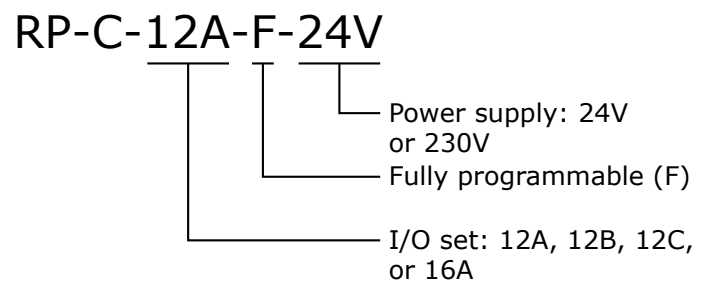 RP-C-12A-F-24V
Power supply: 24V
or 230V
Fully programmable (F)
I/O set: 12A, 12B, 12C,
or 16A